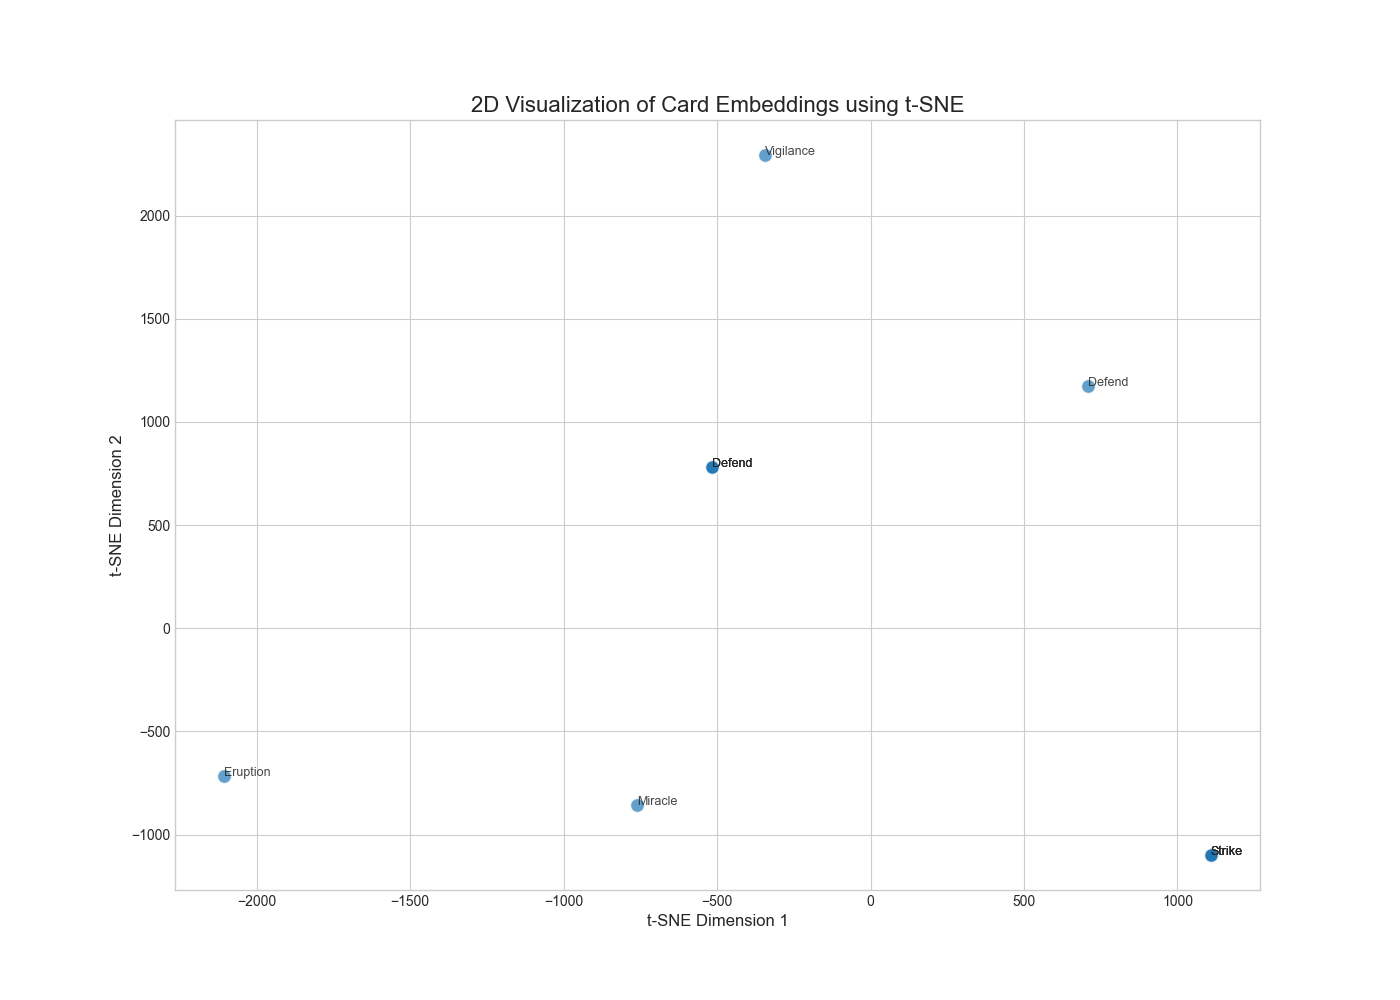 2D Visualization of Card Embeddings using t-SNE
Vigilance
2000
1500
Defend
1000
Defend
500
0
−500
Eruption
Miracle
−1000
Strike
−2000 −1500 −1000 −500 0 500 1000
t-SNE Dimension 1
t-SNE Dimension 2